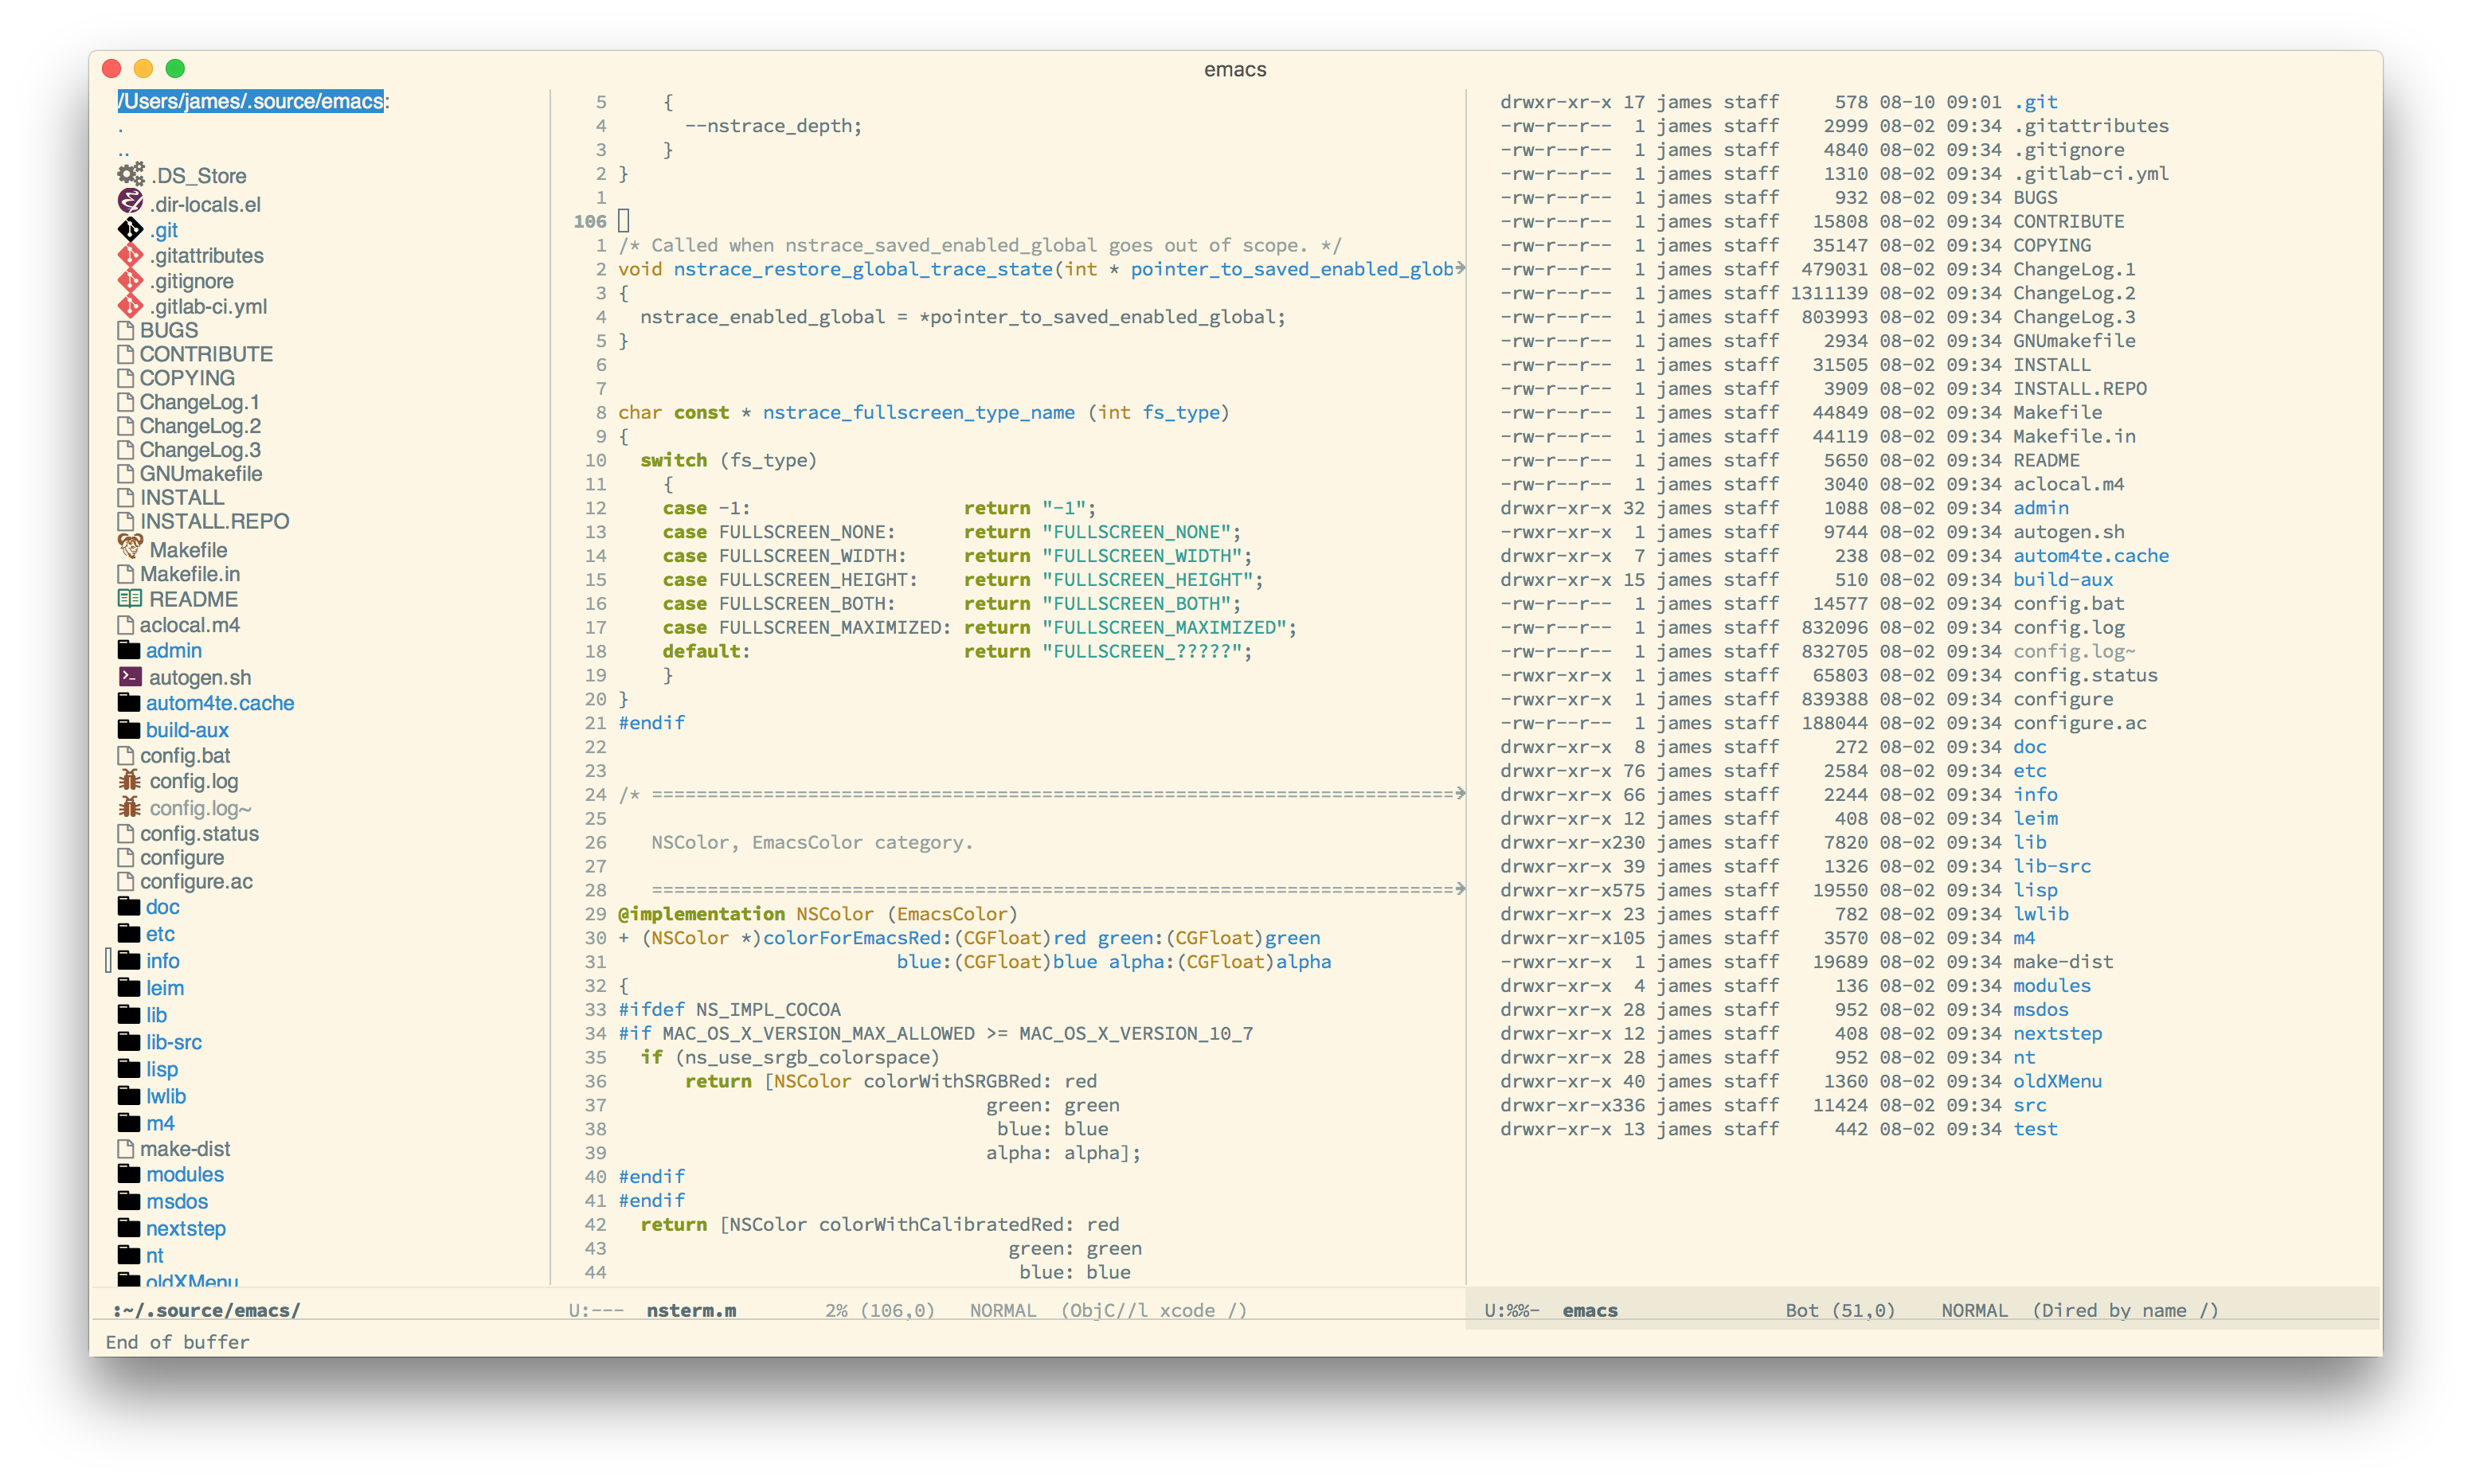 emacs
/Users/james/.source/emacs:
.
..
.DS_Store
.dir-locals.el
.git
.gitattributes
.gitignore
.gitlab-ci.yml
BUGS
CONTRIBUTE
COPYING
ChangeLog.1
ChangeLog.2
ChangeLog.3
GNUmakefile
INSTALL
INSTALL.REPO
Makefile
Makefile.in
README
aclocal.m4
admin
autogen.sh
autom4te.cache
build-aux
config.bat
config.log
config.log~
config.status
configure
configure.ac
doc
etc
info
leim
lib
lib-src
lisp
lwlib
m4
make-dist
modules
msdos
nextstep
nt
oldXMenu
:~/.source/emacs/
5     {
4       --nstrace_depth;
3     }
2 }
1
106
1 /* Called when nstrace_saved_enabled_global goes out of scope. */
2 void nstrace_restore_global_trace_state(int * pointer_to_saved_enabled_glob
3 {
4   nstrace_enabled_global = *pointer_to_saved_enabled_global;
5 }
6
7
8 char const * nstrace_fullscreen_type_name (int fs_type)
9 {
10   switch (fs_type)
11     {
12     case -1:                   return "-1";
13     case FULLSCREEN_NONE:      return "FULLSCREEN_NONE";
14     case FULLSCREEN_WIDTH:     return "FULLSCREEN_WIDTH";
15     case FULLSCREEN_HEIGHT:    return "FULLSCREEN_HEIGHT";
16     case FULLSCREEN_BOTH:      return "FULLSCREEN_BOTH";
17     case FULLSCREEN_MAXIMIZED: return "FULLSCREEN_MAXIMIZED";
18     default:                   return "FULLSCREEN_?????";
19     }
20 }
21 #endif
22
23
24 /* ========================================================================
25
26    NSColor, EmacsColor category.
27
28    ========================================================================
29 @implementation NSColor (EmacsColor)
30 + (NSColor *)colorForEmacsRed:(CGFloat)red green:(CGFloat)green
31                          blue:(CGFloat)blue alpha:(CGFloat)alpha
32 {
33 #ifdef NS_IMPL_COCOA
34 #if MAC_OS_X_VERSION_MAX_ALLOWED >= MAC_OS_X_VERSION_10_7
35   if (ns_use_srgb_colorspace)
36       return [NSColor colorWithSRGBRed: red
37                                  green: green
38                                   blue: blue
39                                  alpha: alpha];
40 #endif
41 #endif
42   return [NSColor colorWithCalibratedRed: red
43                                    green: green
44                                     blue: blue
U:---  nsterm.m        2% (106,0)   NORMAL  (ObjC//l xcode /)
drwxr-xr-x 17 james staff     578 08-10 09:01 .git
-rw-r--r--  1 james staff    2999 08-02 09:34 .gitattributes
-rw-r--r--  1 james staff    4840 08-02 09:34 .gitignore
-rw-r--r--  1 james staff    1310 08-02 09:34 .gitlab-ci.yml
-rw-r--r--  1 james staff     932 08-02 09:34 BUGS
-rw-r--r--  1 james staff   15808 08-02 09:34 CONTRIBUTE
-rw-r--r--  1 james staff   35147 08-02 09:34 COPYING
-rw-r--r--  1 james staff  479031 08-02 09:34 ChangeLog.1
-rw-r--r--  1 james staff 1311139 08-02 09:34 ChangeLog.2
-rw-r--r--  1 james staff  803993 08-02 09:34 ChangeLog.3
-rw-r--r--  1 james staff    2934 08-02 09:34 GNUmakefile
-rw-r--r--  1 james staff   31505 08-02 09:34 INSTALL
-rw-r--r--  1 james staff    3909 08-02 09:34 INSTALL.REPO
-rw-r--r--  1 james staff   44849 08-02 09:34 Makefile
-rw-r--r--  1 james staff   44119 08-02 09:34 Makefile.in
-rw-r--r--  1 james staff    5650 08-02 09:34 README
-rw-r--r--  1 james staff    3040 08-02 09:34 aclocal.m4
drwxr-xr-x 32 james staff    1088 08-02 09:34 admin
-rwxr-xr-x  1 james staff    9744 08-02 09:34 autogen.sh
drwxr-xr-x  7 james staff     238 08-02 09:34 autom4te.cache
drwxr-xr-x 15 james staff     510 08-02 09:34 build-aux
-rw-r--r--  1 james staff   14577 08-02 09:34 config.bat
-rw-r--r--  1 james staff  832096 08-02 09:34 config.log
-rw-r--r--  1 james staff  832705 08-02 09:34 config.log~
-rwxr-xr-x  1 james staff   65803 08-02 09:34 config.status
-rwxr-xr-x  1 james staff  839388 08-02 09:34 configure
-rw-r--r--  1 james staff  188044 08-02 09:34 configure.ac
drwxr-xr-x  8 james staff     272 08-02 09:34 doc
drwxr-xr-x 76 james staff    2584 08-02 09:34 etc
drwxr-xr-x 66 james staff    2244 08-02 09:34 info
drwxr-xr-x 12 james staff     408 08-02 09:34 leim
drwxr-xr-x230 james staff    7820 08-02 09:34 lib
drwxr-xr-x 39 james staff    1326 08-02 09:34 lib-src
drwxr-xr-x575 james staff   19550 08-02 09:34 lisp
drwxr-xr-x 23 james staff     782 08-02 09:34 lwlib
drwxr-xr-x105 james staff    3570 08-02 09:34 m4
-rwxr-xr-x  1 james staff   19689 08-02 09:34 make-dist
drwxr-xr-x  4 james staff     136 08-02 09:34 modules
drwxr-xr-x 28 james staff     952 08-02 09:34 msdos
drwxr-xr-x 12 james staff     408 08-02 09:34 nextstep
drwxr-xr-x 28 james staff     952 08-02 09:34 nt
drwxr-xr-x 40 james staff    1360 08-02 09:34 oldXMenu
drwxr-xr-x336 james staff   11424 08-02 09:34 src
drwxr-xr-x 13 james staff     442 08-02 09:34 test
U:%%-  emacs               Bot (51,0)    NORMAL  (Dired by name /)
End of buffer